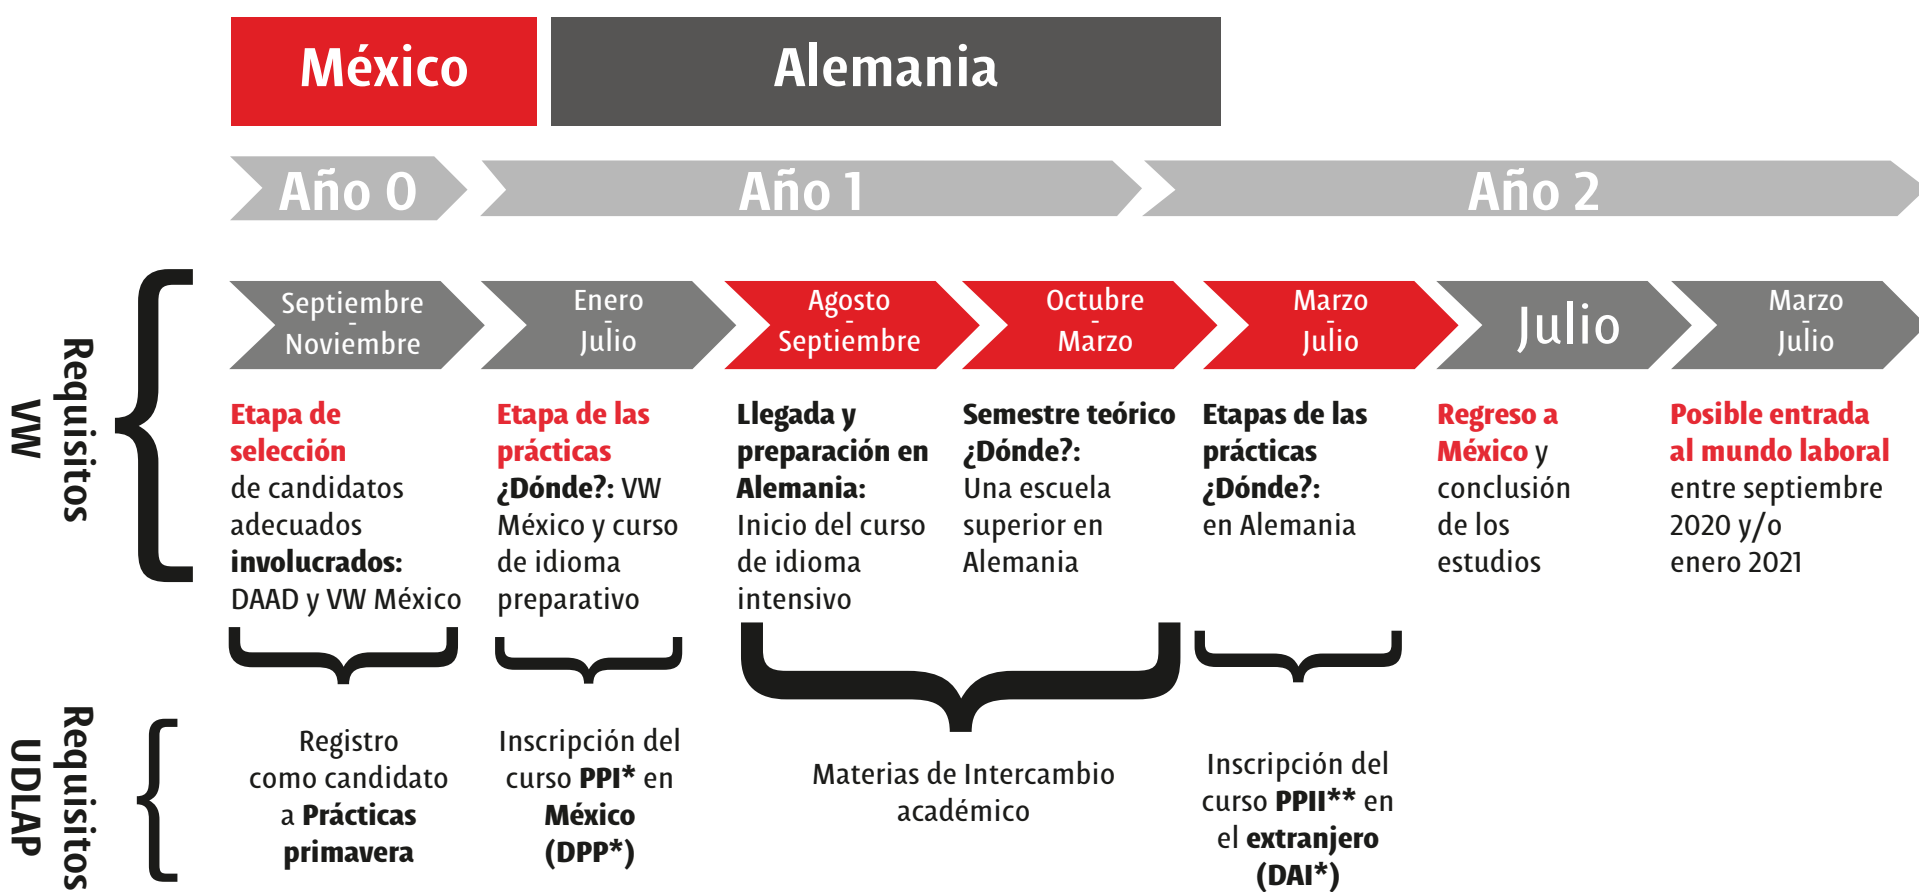 México
Alemania
Año 0
Año 1
Año 2
Requisitos
VW
Septiembre
-
Noviembre
Enero
-
Julio
Agosto
-
Septiembre
Octubre
-
Marzo
Marzo
-
Julio
Julio
Marzo
-
Julio
Etapa de
selección
de candidatos
adecuados
involucrados:
DAAD y VW México
Etapa de las
prácticas
¿Dónde?: VW
México y curso
de idioma
preparativo
Llegada y
preparación en
Alemania:
Inicio del curso
de idioma
intensivo
Semestre teórico
¿Dónde?:
Una escuela
superior en
Alemania
Etapas de las
prácticas
¿Dónde?:
en Alemania
Regreso a
México y
conclusión
de los
estudios
Posible entrada
al mundo laboral
entre septiembre
2020 y/o
enero 2021
Requisitos
UDLAP
Registro
como candidato
a Prácticas
primavera
Inscripción del
curso PPI* en
México
(DPP*)
Materias de Intercambio
académico
Inscripción del
curso PPII** en
el extranjero
(DAI*)